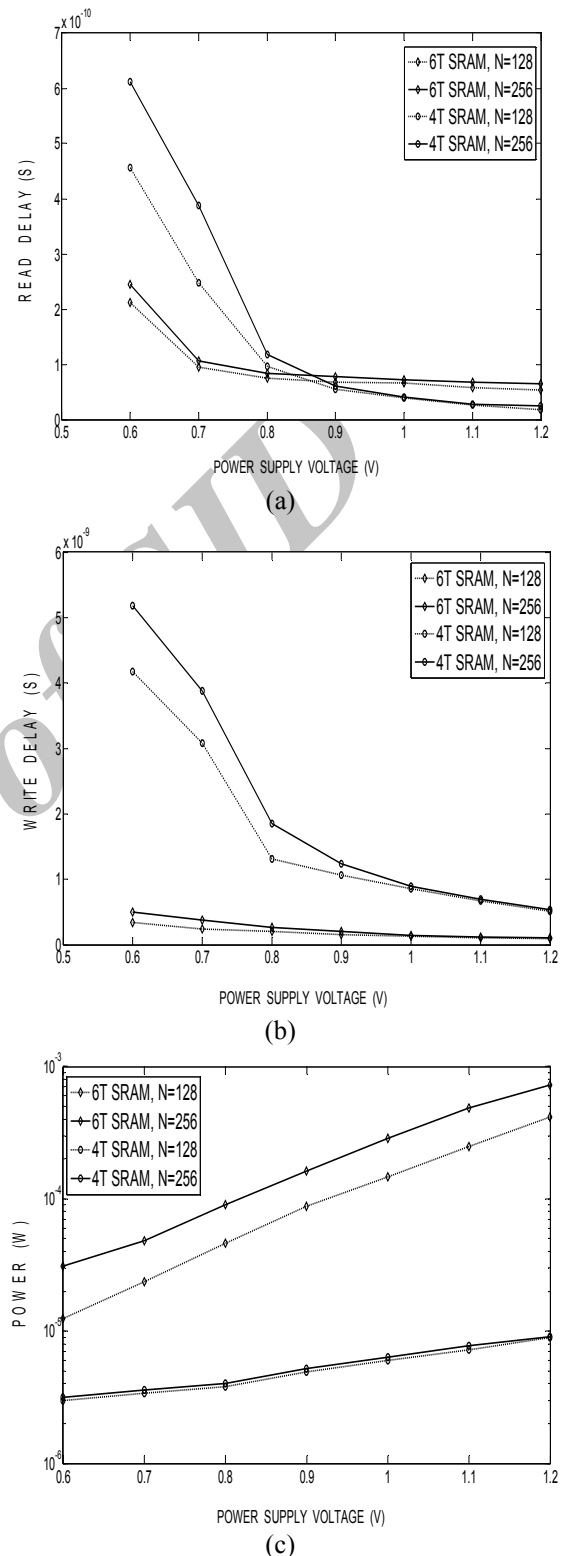 x 10-10
7
6
5
4
3
2
1
0
READ DELAY (S)
6T SRAM, N=128
6T SRAM, N=256
4T SRAM, N=128
4T SRAM, N=256
0.5 0.6 0.7 0.8 0.9 1 1.1 1.2
POWER SUPPLY VOLTAGE (V)
(a)
x 10-9
6
5
4
3
2
1
0
WRITE DELAY (S)
6T SRAM, N=128
6T SRAM, N=256
4T SRAM, N=128
4T SRAM, N=256
0.5 0.6 0.7 0.8 0.9 1 1.1 1.2
POWER SUPPLY VOLTAGE (V)
(b)
10-3
10-4
10-5
10-6
POWER (W)
6T SRAM, N=128
6T SRAM, N=256
4T SRAM, N=128
4T SRAM, N=256
0.6 0.7 0.8 0.9 1 1.1 1.2
POWER SUPPLY VOLTAGE (V)
(c)
of SID